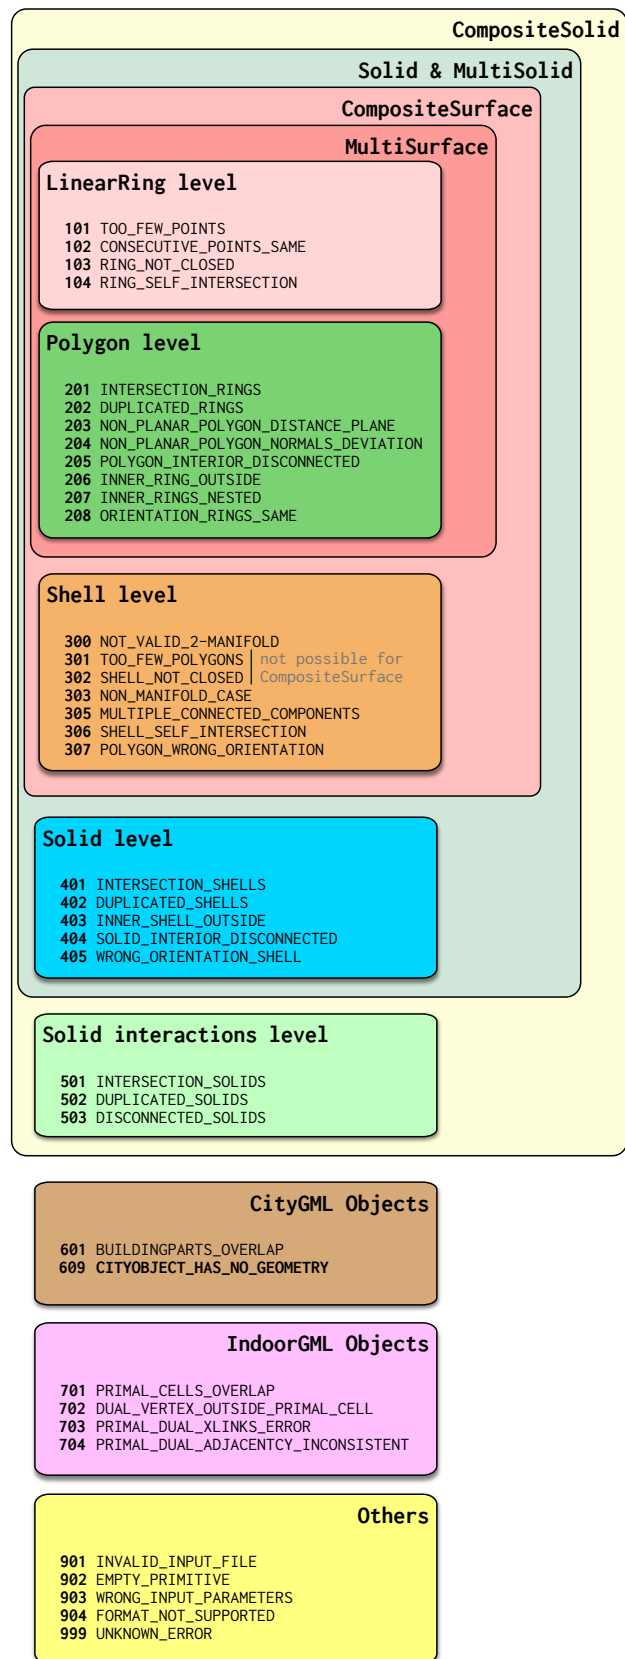 CompositeSolid
Solid & MultiSolid
CompositeSurface
MultiSurface
LinearRing level
101 TOO_FEW_POINTS
102 CONSECUTIVE_POINTS_SAME
103 RING_NOT_CLOSED
104 RING_SELF_INTERSECTION
Polygon level
201 INTERSECTION_RINGS
202 DUPLICATED_RINGS
203 NON_PLANAR_POLYGON_DISTANCE_PLANE
204 NON_PLANAR_POLYGON_NORMALS_DEVIATION
205 POLYGON_INTERIOR_DISCONNECTED
206 INNER_RING_OUTSIDE
207 INNER_RINGS_NESTED
208 ORIENTATION_RINGS_SAME
Shell level
300 NOT_VALID_2-MANIFOLD
301 TOO_FEW_POLYGONS not possible for
302 SHELL_NOT_CLOSED CompositeSurface
303 NON_MANIFOLD_CASE
305 MULTIPLE_CONNECTED_COMPONENTS
306 SHELL_SELF_INTERSECTION
307 POLYGON_WRONG_ORIENTATION
Solid level
401 INTERSECTION_SHELLS
402 DUPLICATED_SHELLS
403 INNER_SHELL_OUTSIDE
404 SOLID_INTERIOR_DISCONNECTED
405 WRONG_ORIENTATION_SHELL
Solid interactions level
501 INTERSECTION_SOLIDS
502 DUPLICATED_SOLIDS
503 DISCONNECTED_SOLIDS
CityGML Objects
601 BUILDINGPARTS_OVERLAP
609 CITYOBJECT_HAS_NO_GEOMETRY
IndoorGML Objects
701 PRIMAL_CELLS_OVERLAP
702 DUAL_VERTEX_OUTSIDE_PRIMAL_CELL
703 PRIMAL_DUAL_XLINKS_ERROR
704 PRIMAL_DUAL_ADJACENTCY_INCONSISTENT
Others
901 INVALID_INPUT_FILE
902 EMPTY_PRIMITIVE
903 WRONG_INPUT_PARAMETERS
904 FORMAT_NOT_SUPPORTED
999 UNKNOWN_ERROR